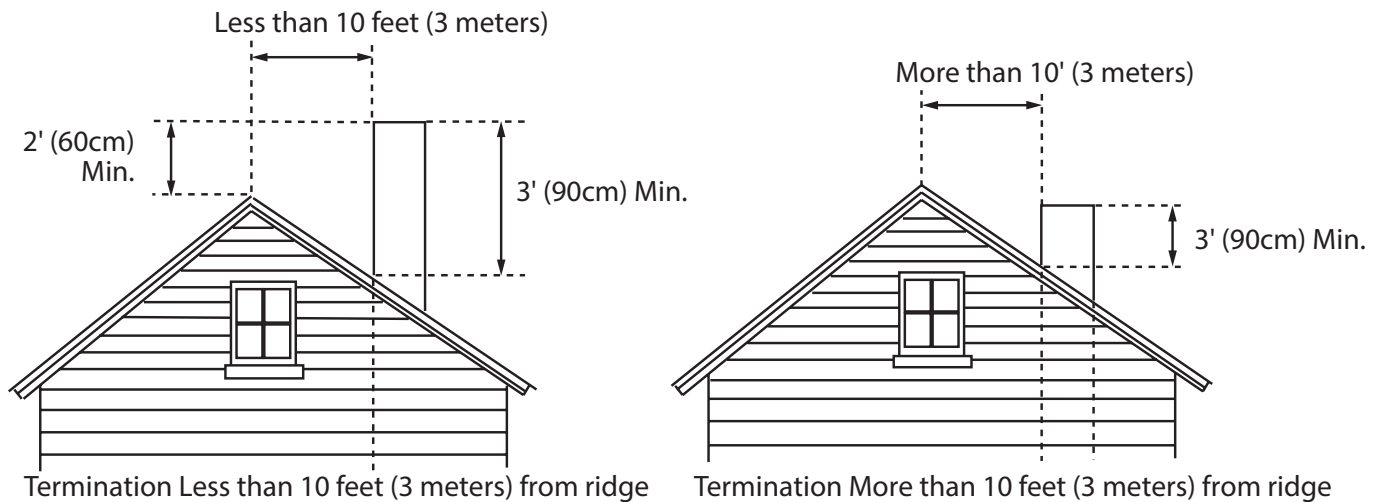 Less than 10 feet (3 meters)
2' (60cm)
Min.
3' (90cm) Min.
Termination Less than 10 feet (3 meters) from ridge
More than 10' (3 meters)
3' (90cm) Min.
Termination More than 10 feet (3 meters) from ridge